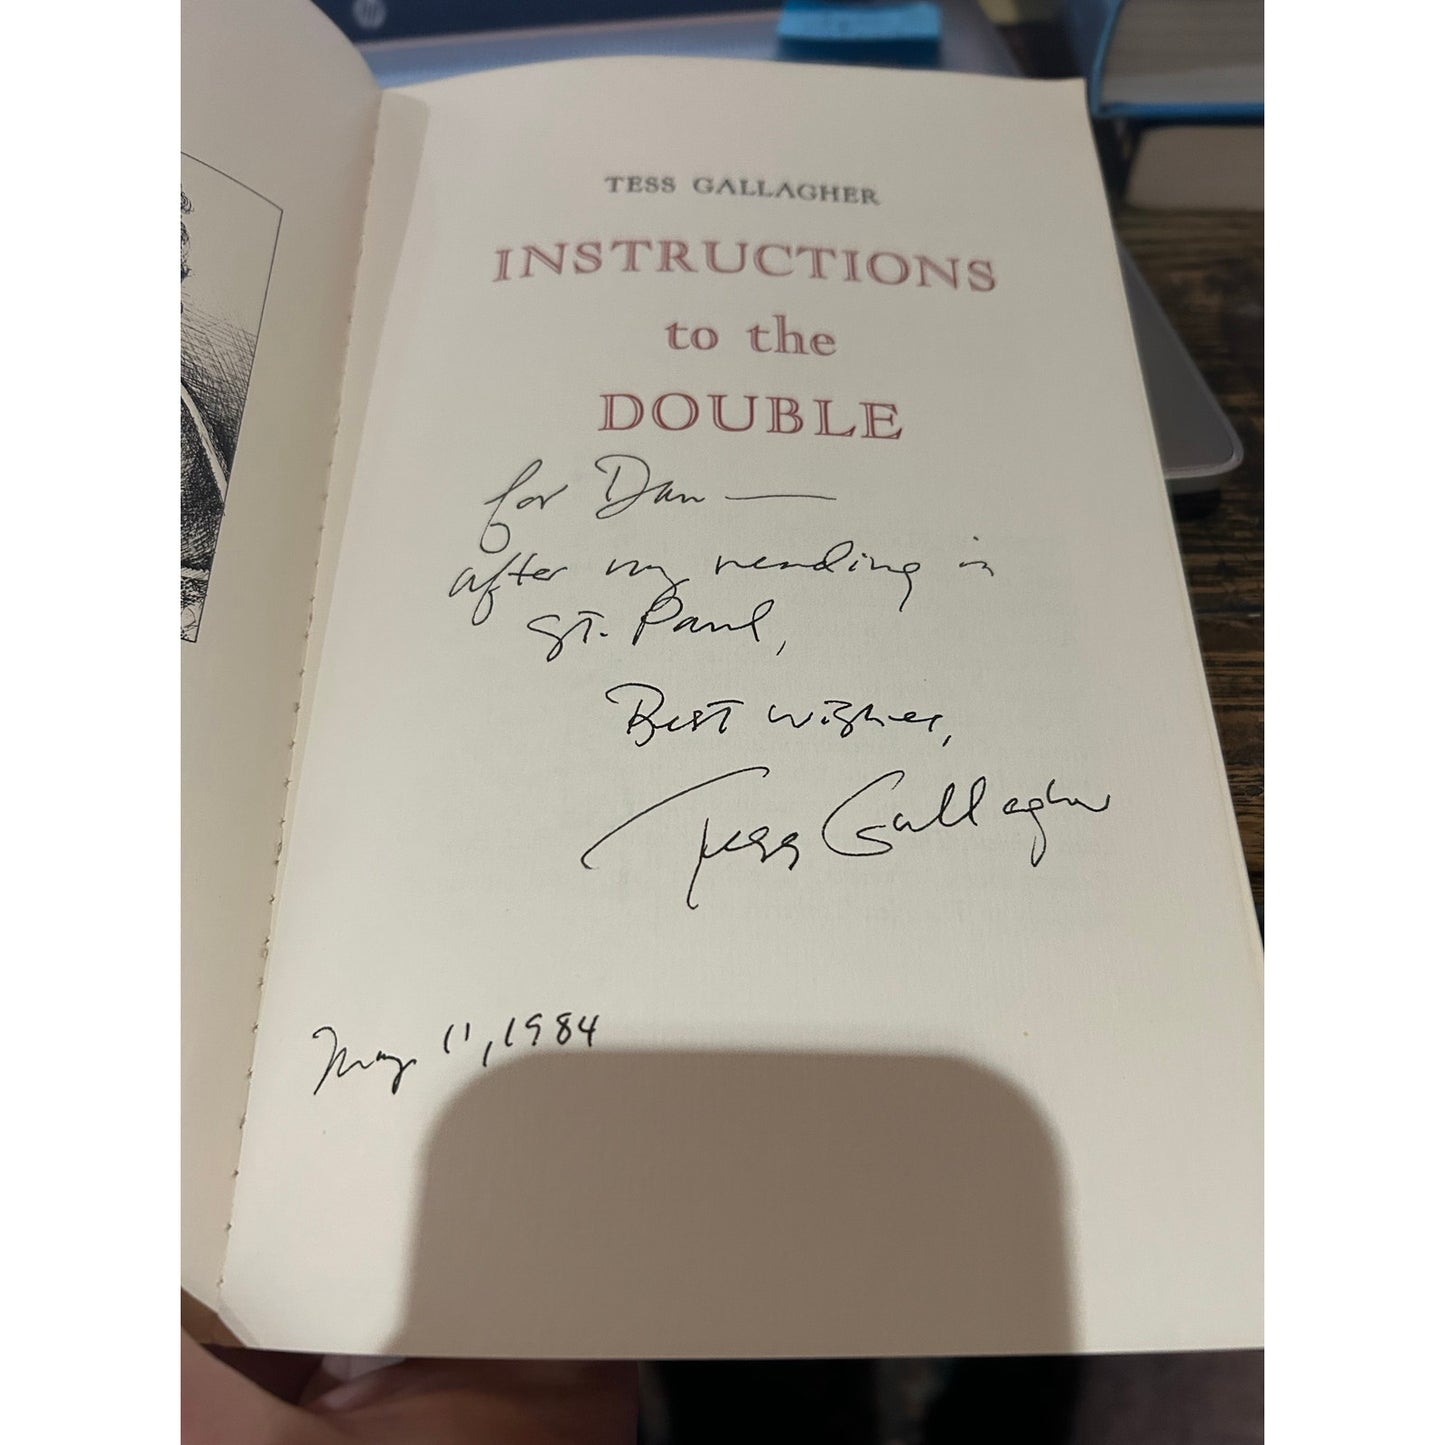 hp
TESS GALLAGHER
INSTRUCTIONS
to the
DOUBLE
for Dan —
after my reading in
St. Paul,
Best wishes,
Tess Gallagher
May 11, 1984